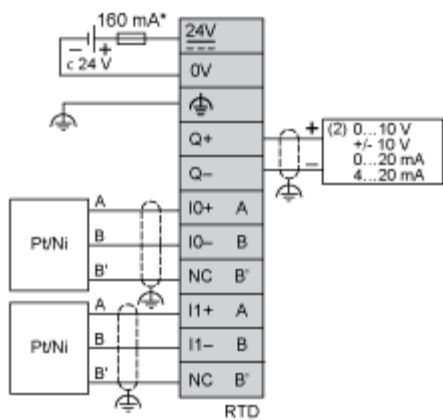 160 mA*
− +
c 24 V
24V
0V
Q+
Q−
+ (2) 0...10 V
+/- 10 V
0...20 mA
− 4...20 mA
Pt/Ni
A I0+ A
B I0− B
B' NC B'
Pt/Ni
A I1+ A
B I1− B
B' NC B'
RTD